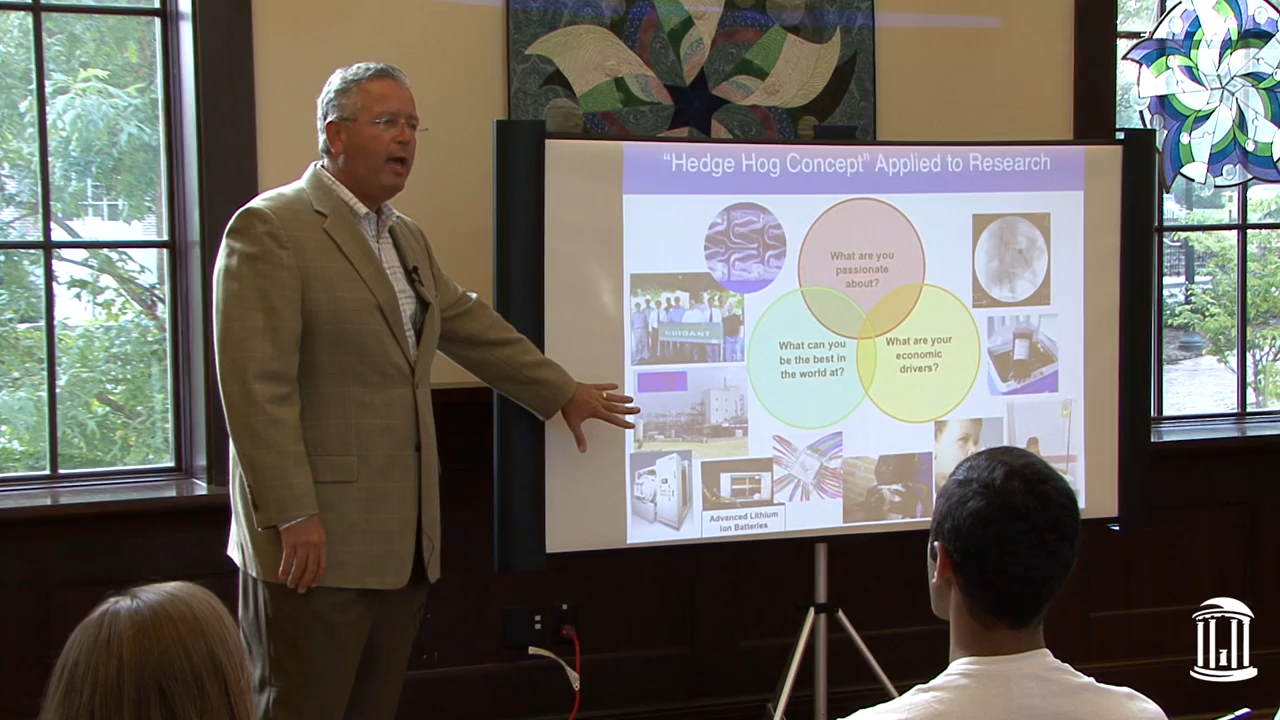 “Hedge Hog Concept” Applied to Research
What are you
passionate
about?
GUIDANT
What can you
be the best in
the world at?
What are your
economic
drivers?
Advanced Lithium
Ion Batteries